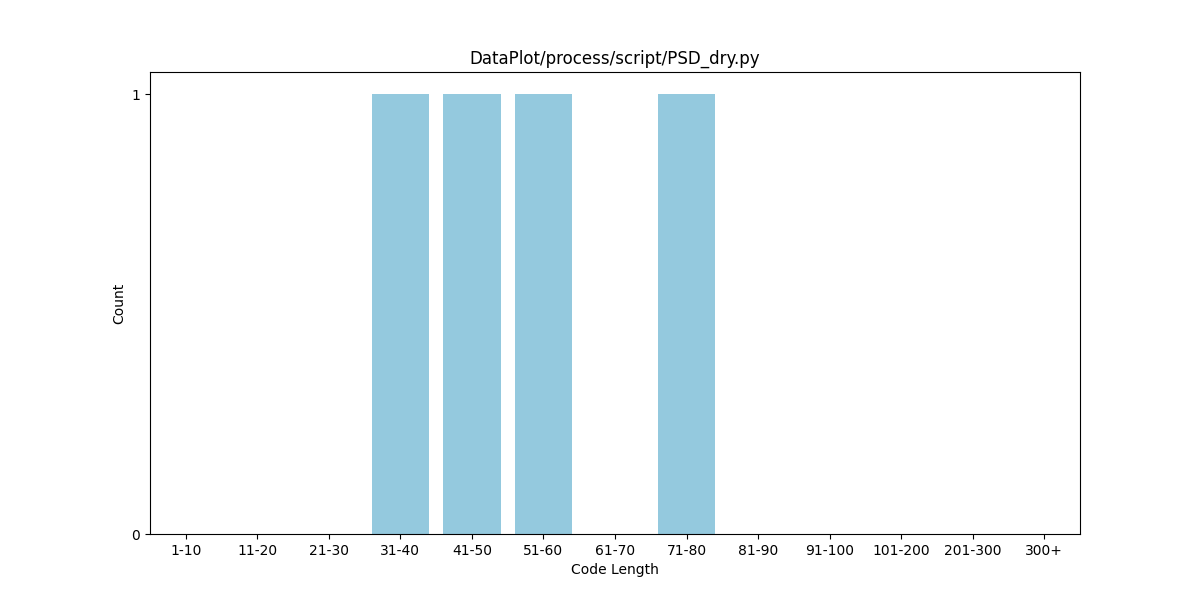 DataPlot/process/script/PSD_dry.py
1
Count
0
1-10 11-20 21-30 31-40 41-50 51-60 61-70 71-80 81-90 91-100 101-200 201-300 300+
Code Length